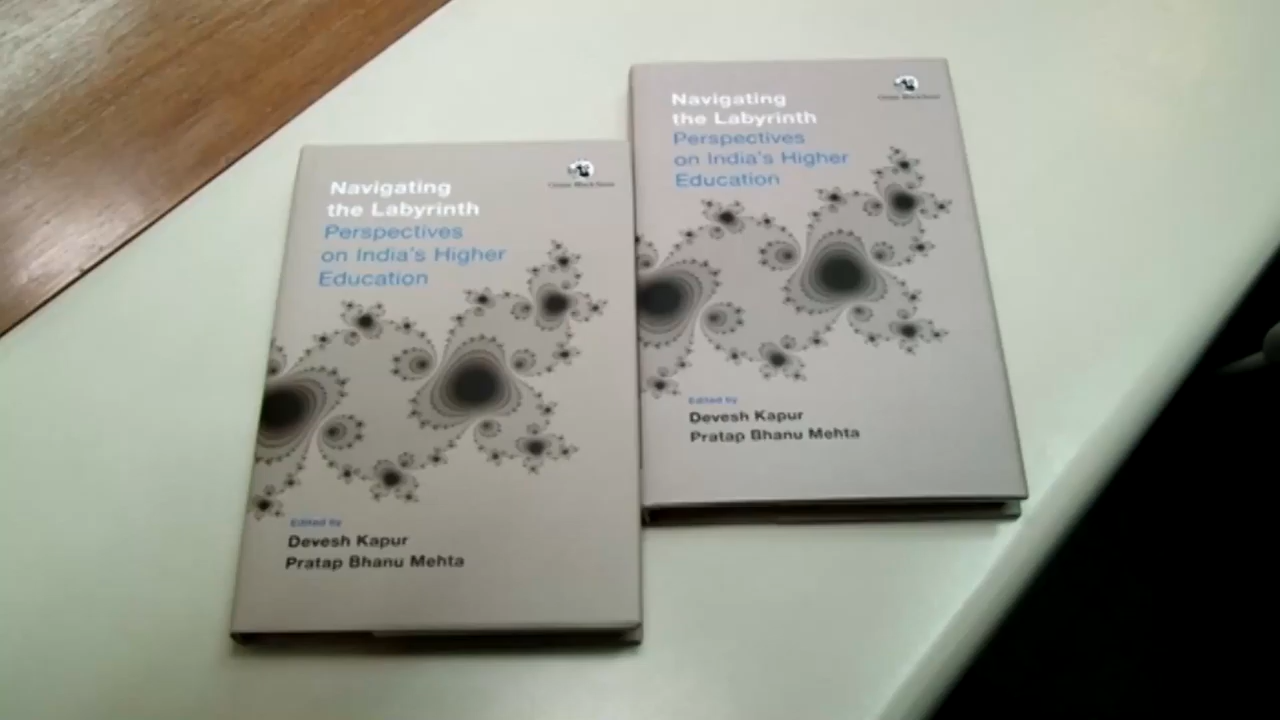 Navigating
the Labyrinth
Perspectives
on India's Higher
Education
Edited by
Devesh Kapur
Pratap Bhanu Mehta
Navigating
the Labyrinth
Perspectives
on India's Higher
Education
Edited by
Devesh Kapur
Pratap Bhanu Mehta